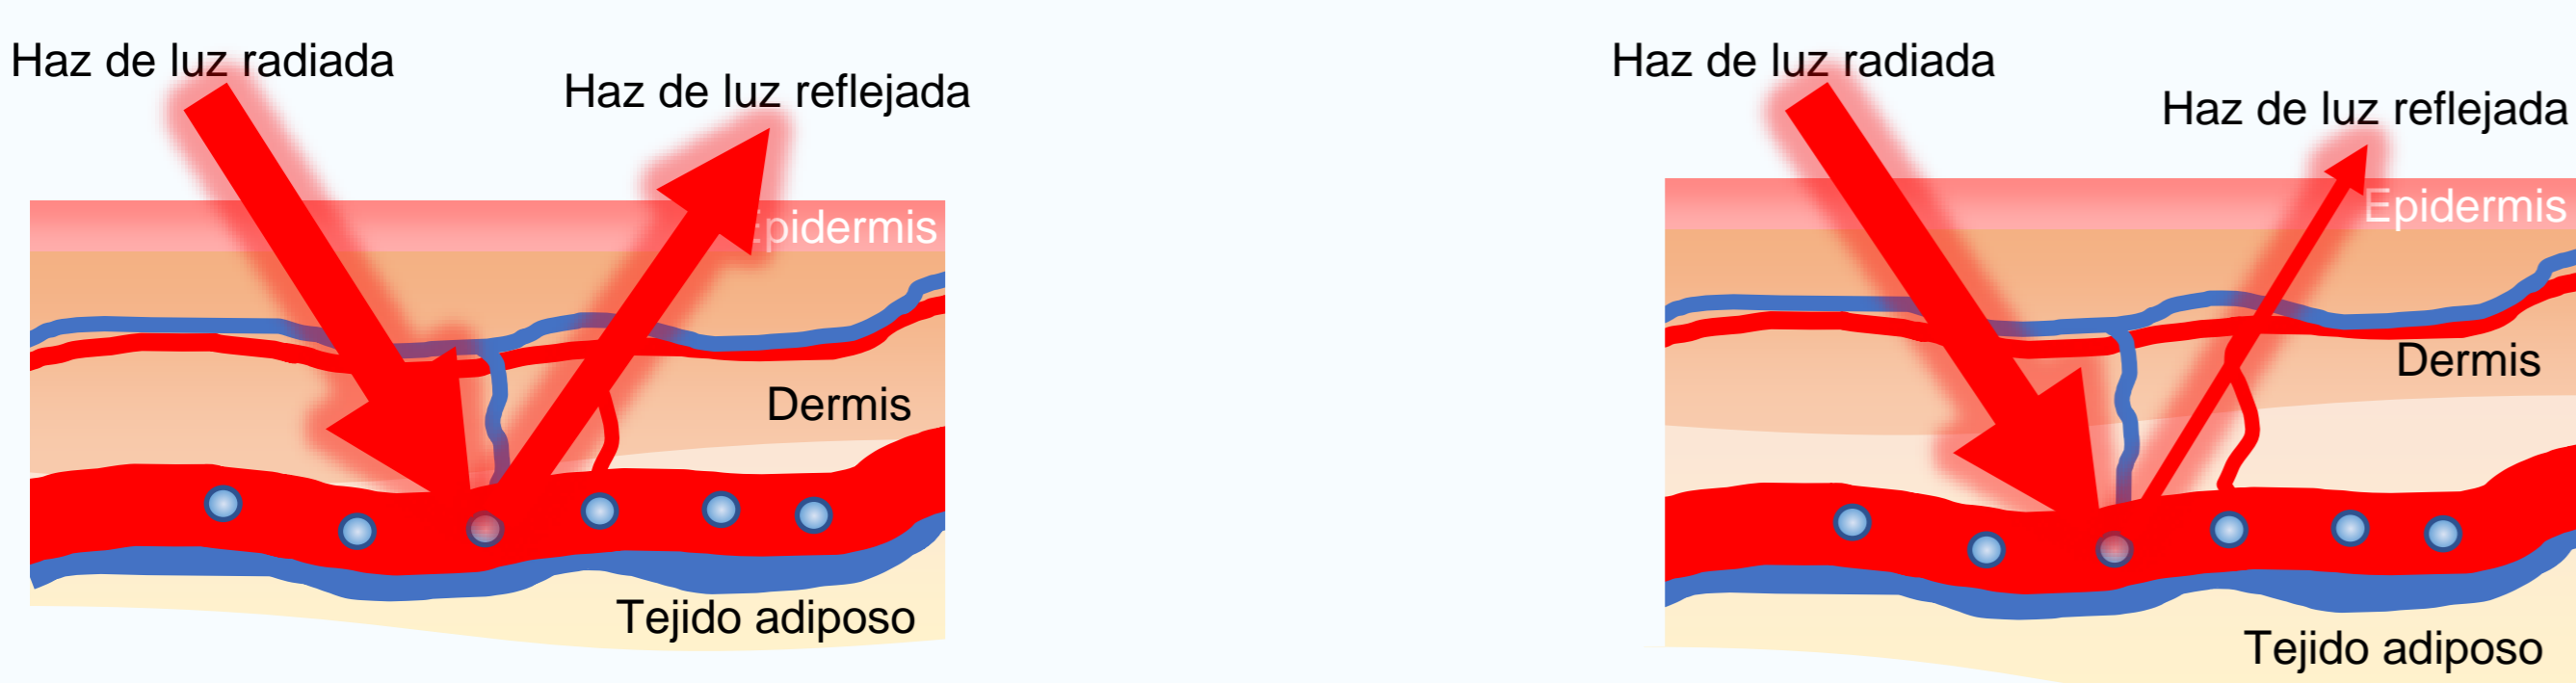 Haz de luz radiada
Haz de luz reflejada
Epidermis
Dermis
Tejido adiposo
Haz de luz radiada
Haz de luz reflejada
Epidermis
Dermis
Tejido adiposo